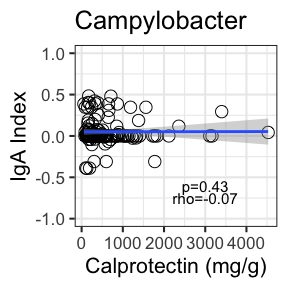 Campylobacter
IgA Index
1.0
0.5
0.0
-0.5
-1.0
p=0.43
rho=-0.07
0 1000 2000 3000 4000
Calprotectin (mg/g)